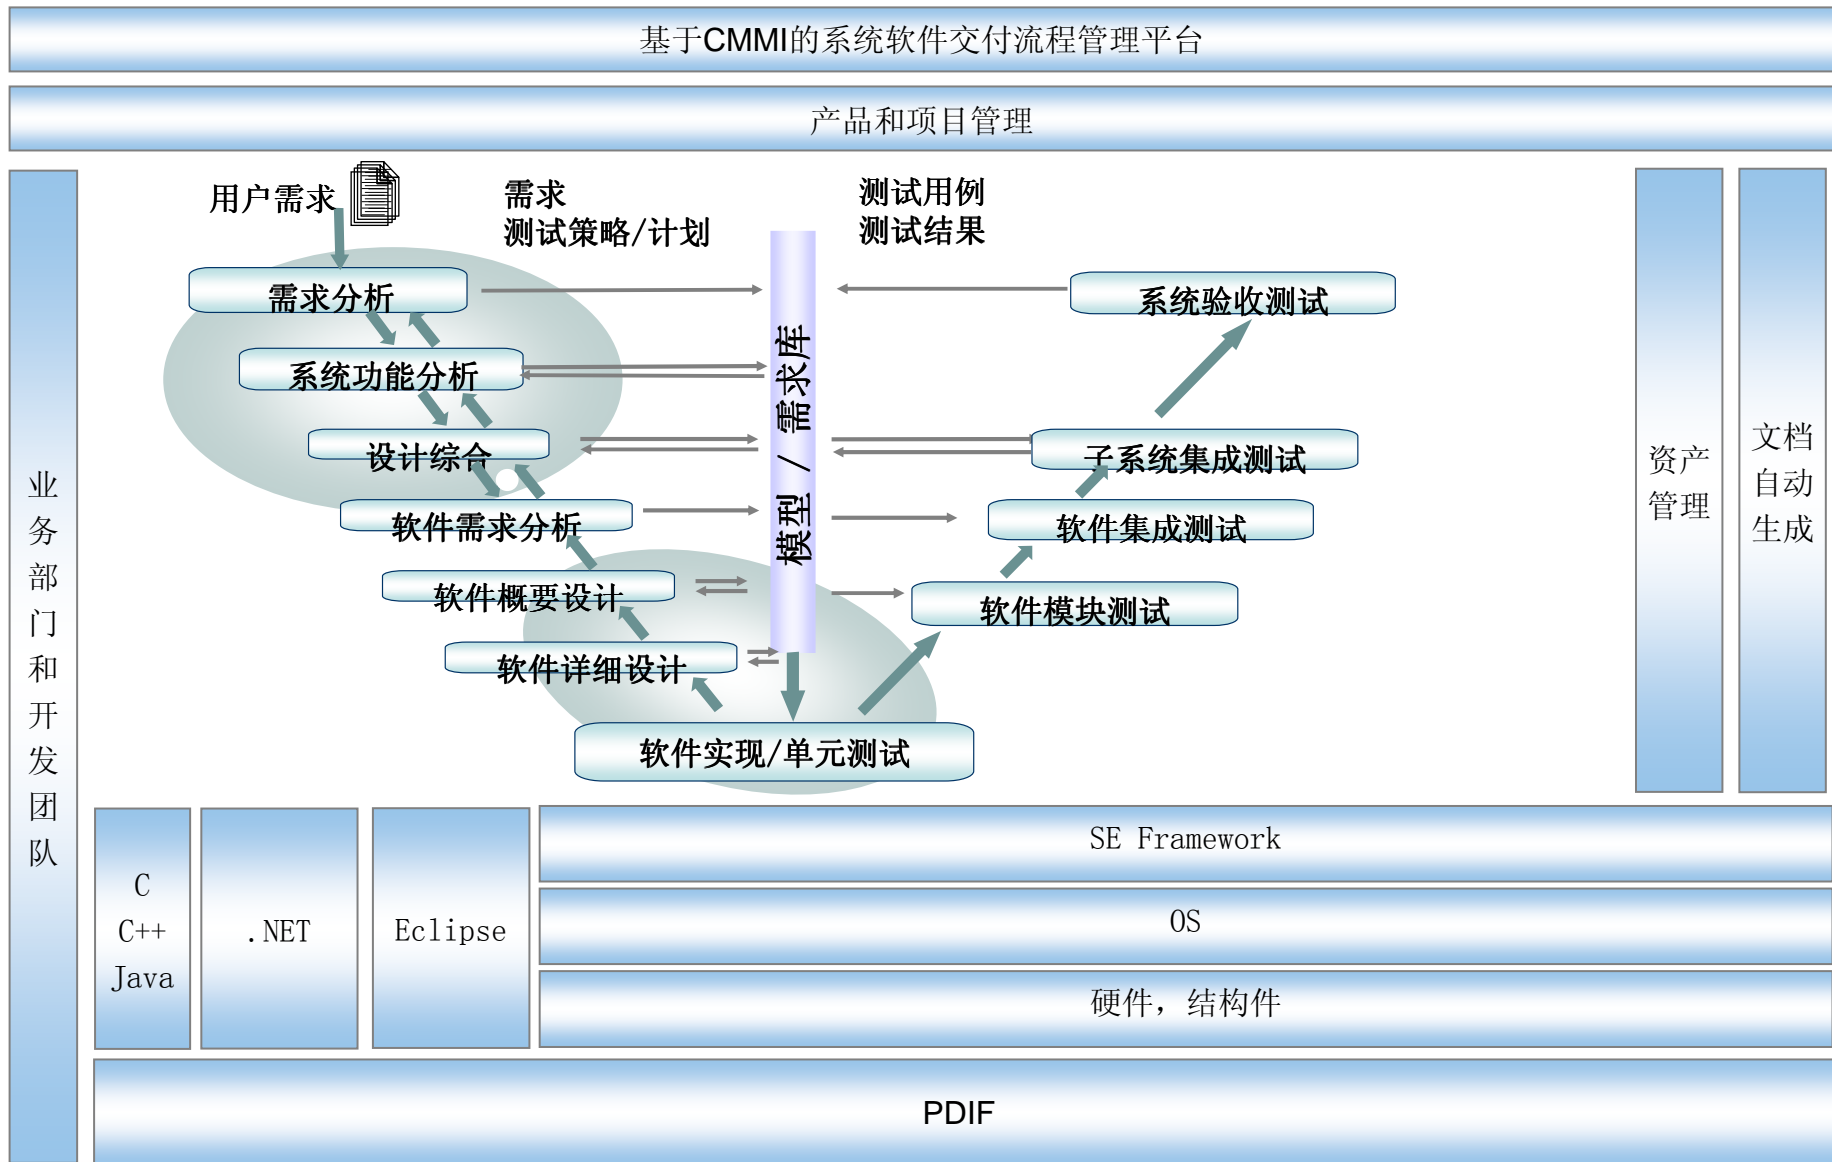 基于CMMI的系统软件交付流程管理平台
产品和项目管理
业
务
部
门
和
开
发
团
队
用户需求
需求
测试策略/计划
测试用例
测试结果
需求分析
系统功能分析
设计综合
软件需求分析
软件概要设计
软件详细设计
软件实现/单元测试
模型 / 需求库
系统验收测试
子系统集成测试
软件集成测试
软件模块测试
资产
管理
文档
自动
生成
C
C++
Java
.NET
Eclipse
SE Framework
OS
硬件，结构件
PDIF